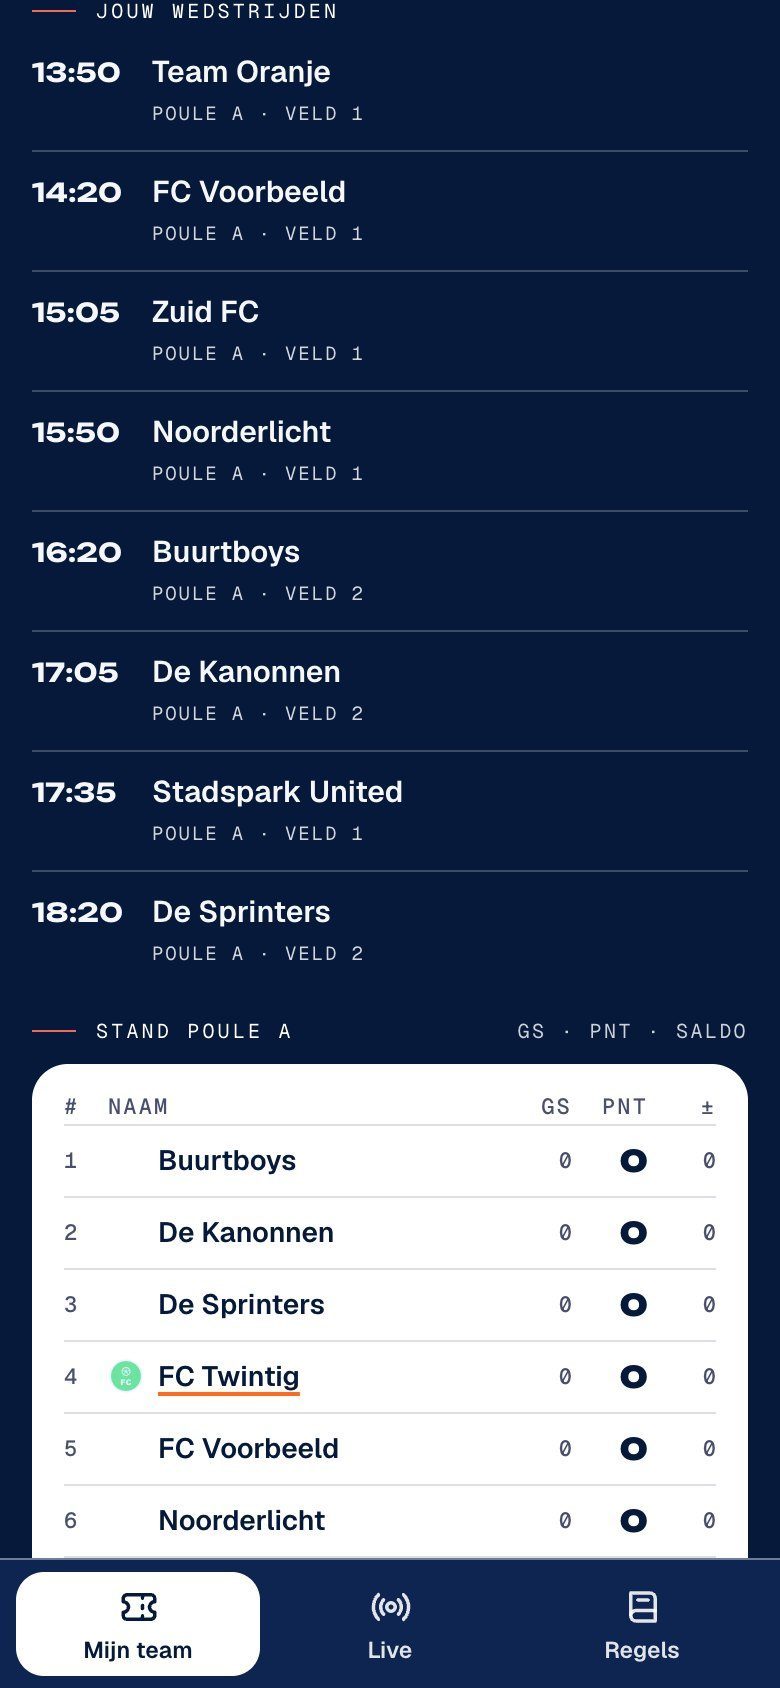 JOUW WEDSTRIJDEN
13:50 Team Oranje
POULE A · VELD 1
14:20 FC Voorbeeld
POULE A · VELD 1
15:05 Zuid FC
POULE A · VELD 1
15:50 Noorderlicht
POULE A · VELD 1
16:20 Buurtboys
POULE A · VELD 2
17:05 De Kanonnen
POULE A · VELD 2
17:35 Stadspark United
POULE A · VELD 1
18:20 De Sprinters
POULE A · VELD 2
STAND POULE A GS · PNT · SALDO
# NAAM GS PNT ±
1 Buurtboys 0 0 0
2 De Kanonnen 0 0 0
3 De Sprinters 0 0 0
4 FC FC Twintig 0 0 0
5 FC Voorbeeld 0 0 0
6 Noorderlicht 0 0 0
Mijn team Live Regels